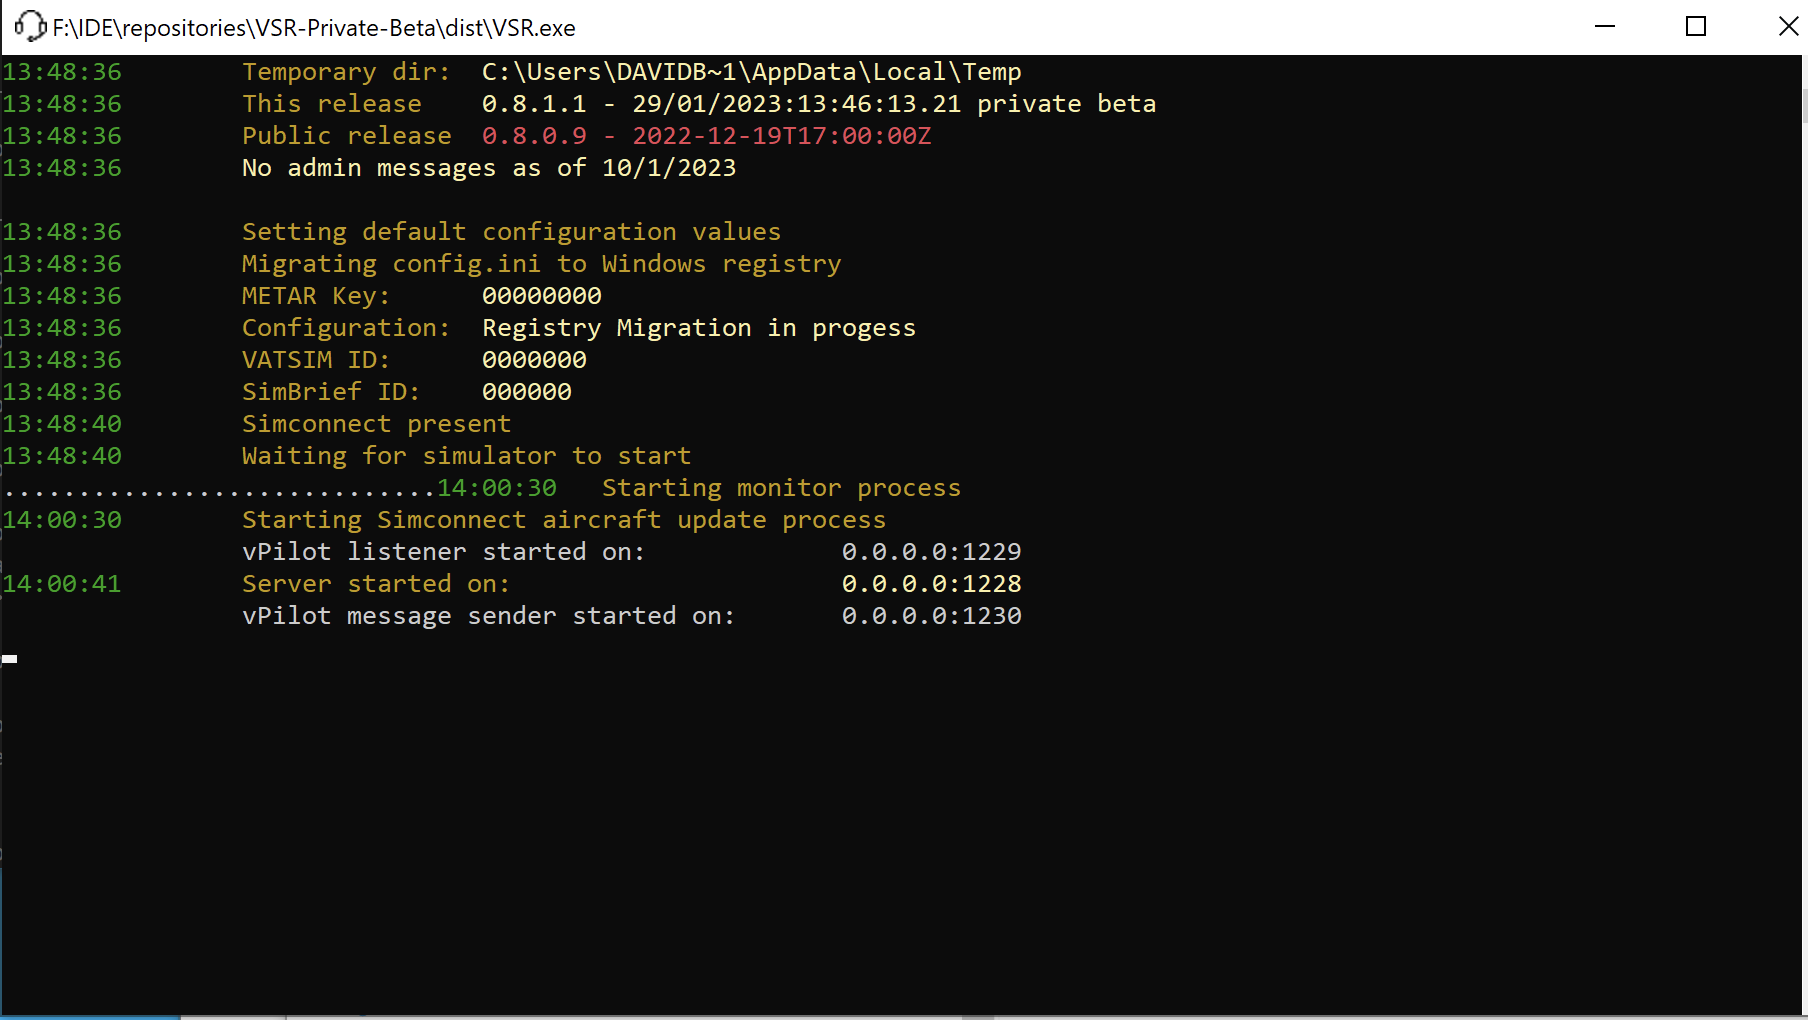 F:\IDE\repositories\VSR-Private-Beta\dist\VSR.exe
13:48:36 Temporary dir: C:\Users\DAVIDB~1\AppData\Local\Temp
13:48:36 This release 0.8.1.1 - 29/01/2023:13:46:13.21 private beta
13:48:36 Public release 0.8.0.9 - 2022-12-19T17:00:00Z
13:48:36 No admin messages as of 10/1/2023
13:48:36 Setting default configuration values
13:48:36 Migrating config.ini to Windows registry
13:48:36 METAR Key: 00000000
13:48:36 Configuration: Registry Migration in progess
13:48:36 VATSIM ID: 0000000
13:48:36 SimBrief ID: 000000
13:48:40 Simconnect present
13:48:40 Waiting for simulator to start
.............................14:00:30 Starting monitor process
14:00:30 Starting Simconnect aircraft update process
vPilot listener started on: 0.0.0.0:1229
14:00:41 Server started on: 0.0.0.0:1228
vPilot message sender started on: 0.0.0.0:1230